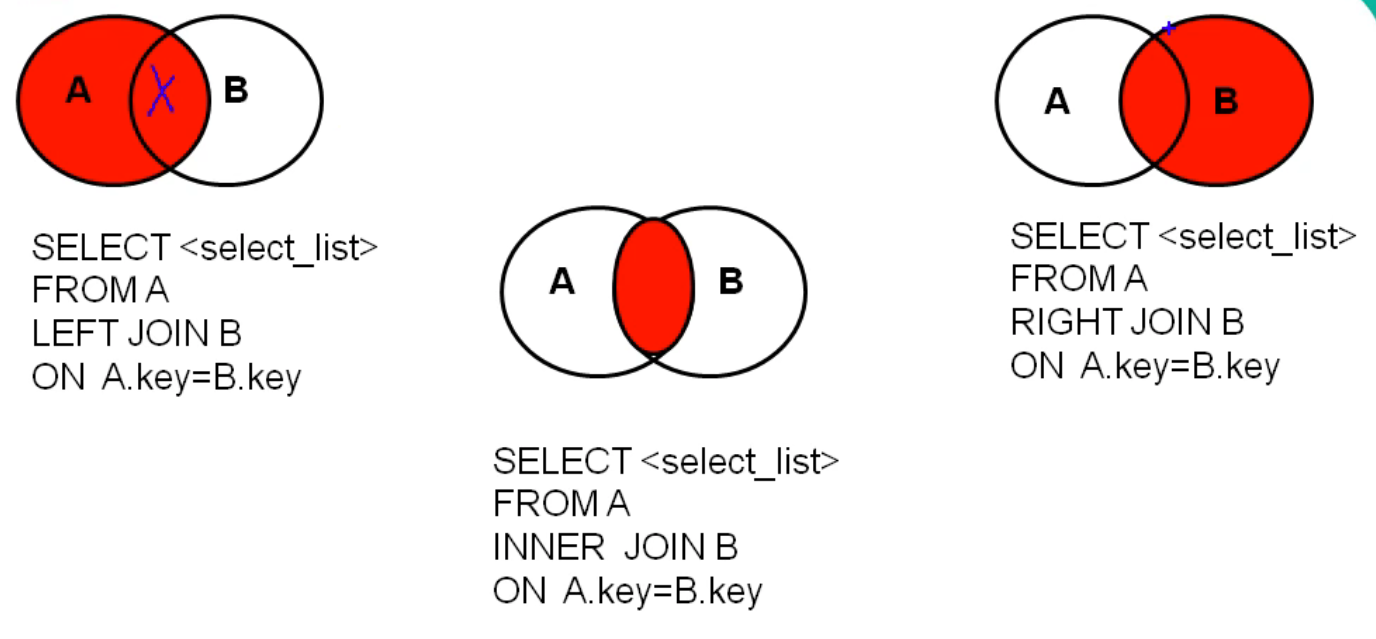 A
B
SELECT <select_list>
FROM A
LEFT JOIN B
ON A.key=B.key
A
B
SELECT <select_list>
FROM A
INNER JOIN B
ON A.key=B.key
A
B
SELECT <select_list>
FROM A
RIGHT JOIN B
ON A.key=B.key